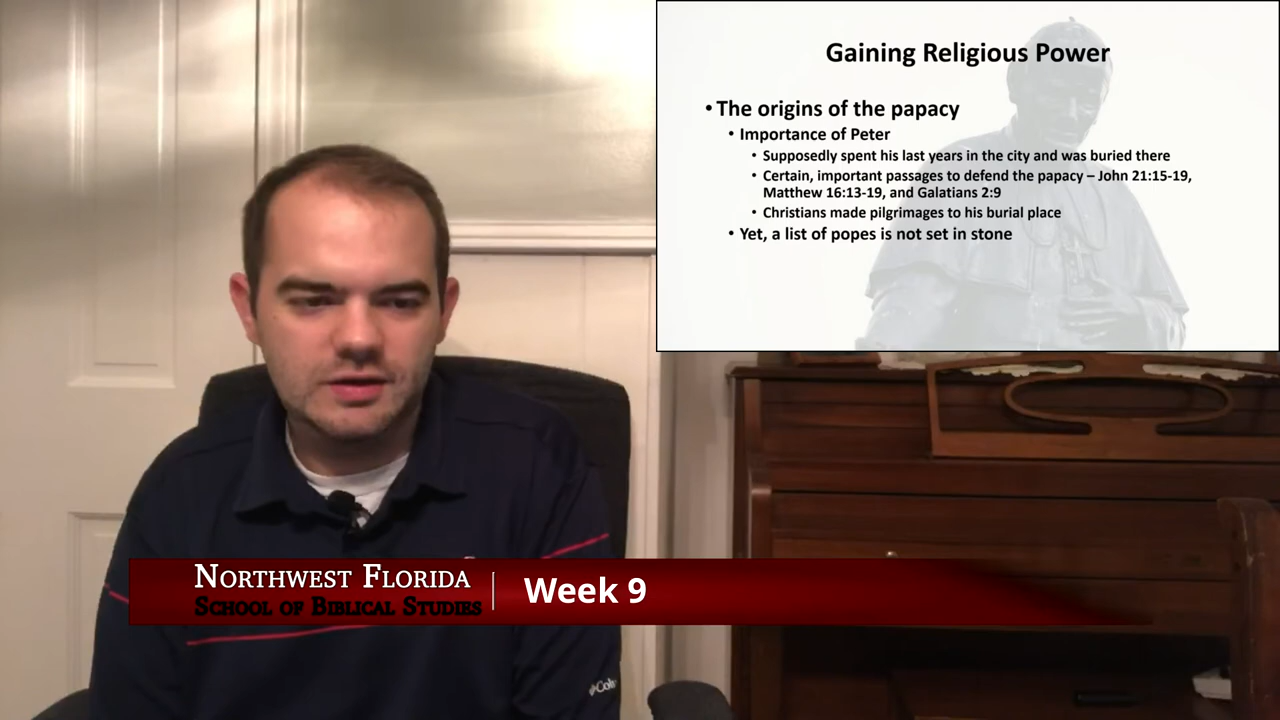 Gaining Religious Power
• The origins of the papacy
• Importance of Peter
• Supposedly spent his last years in the city and was buried there
• Certain, important passages to defend the papacy – John 21:15-19,
Matthew 16:13-19, and Galatians 2:9
• Christians made pilgrimages to his burial place
• Yet, a list of popes is not set in stone
Northwest Florida
School of Biblical Studies
Week 9